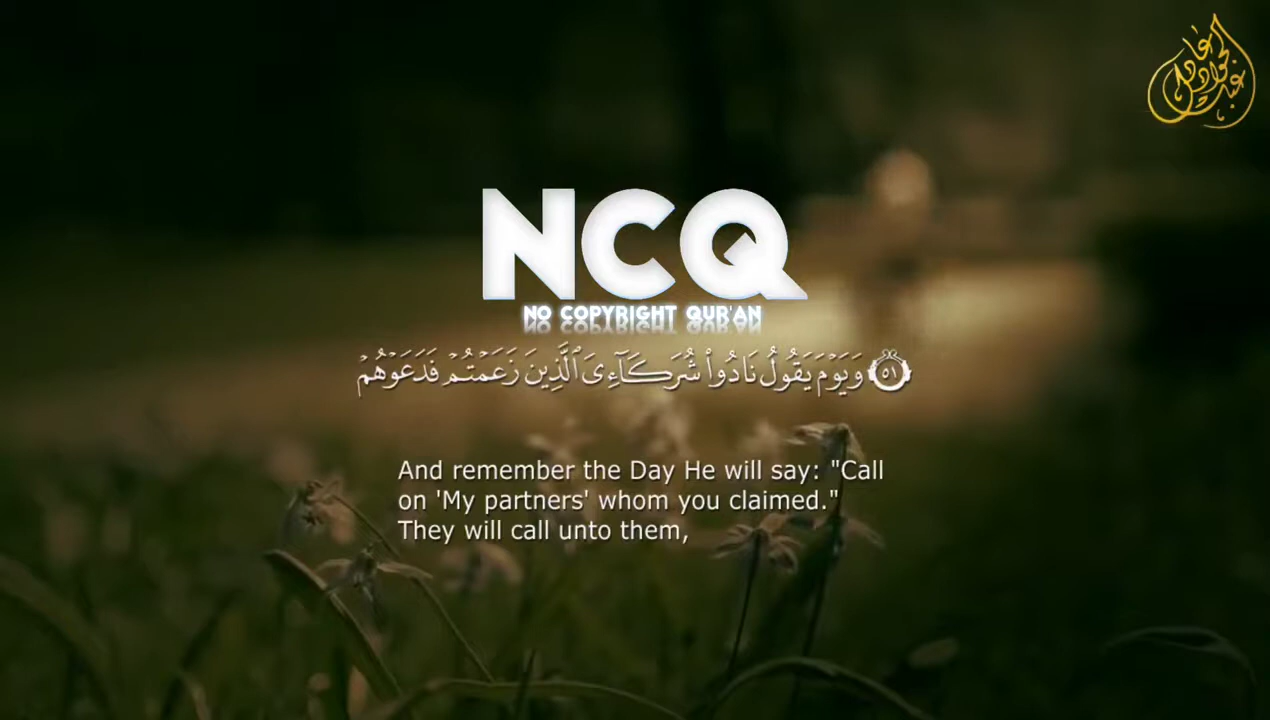 NCQ
NO COPYRIGHT QUR'AN
۵۱ وَيَوْمَ يَقُولُ نَادُوا۟ شُرَكَآءِىَ ٱلَّذِينَ زَعَمْتُمْ فَدَعَوْهُمْ
And remember the Day He will say: "Call
on 'My partners' whom you claimed."
They will call unto them,